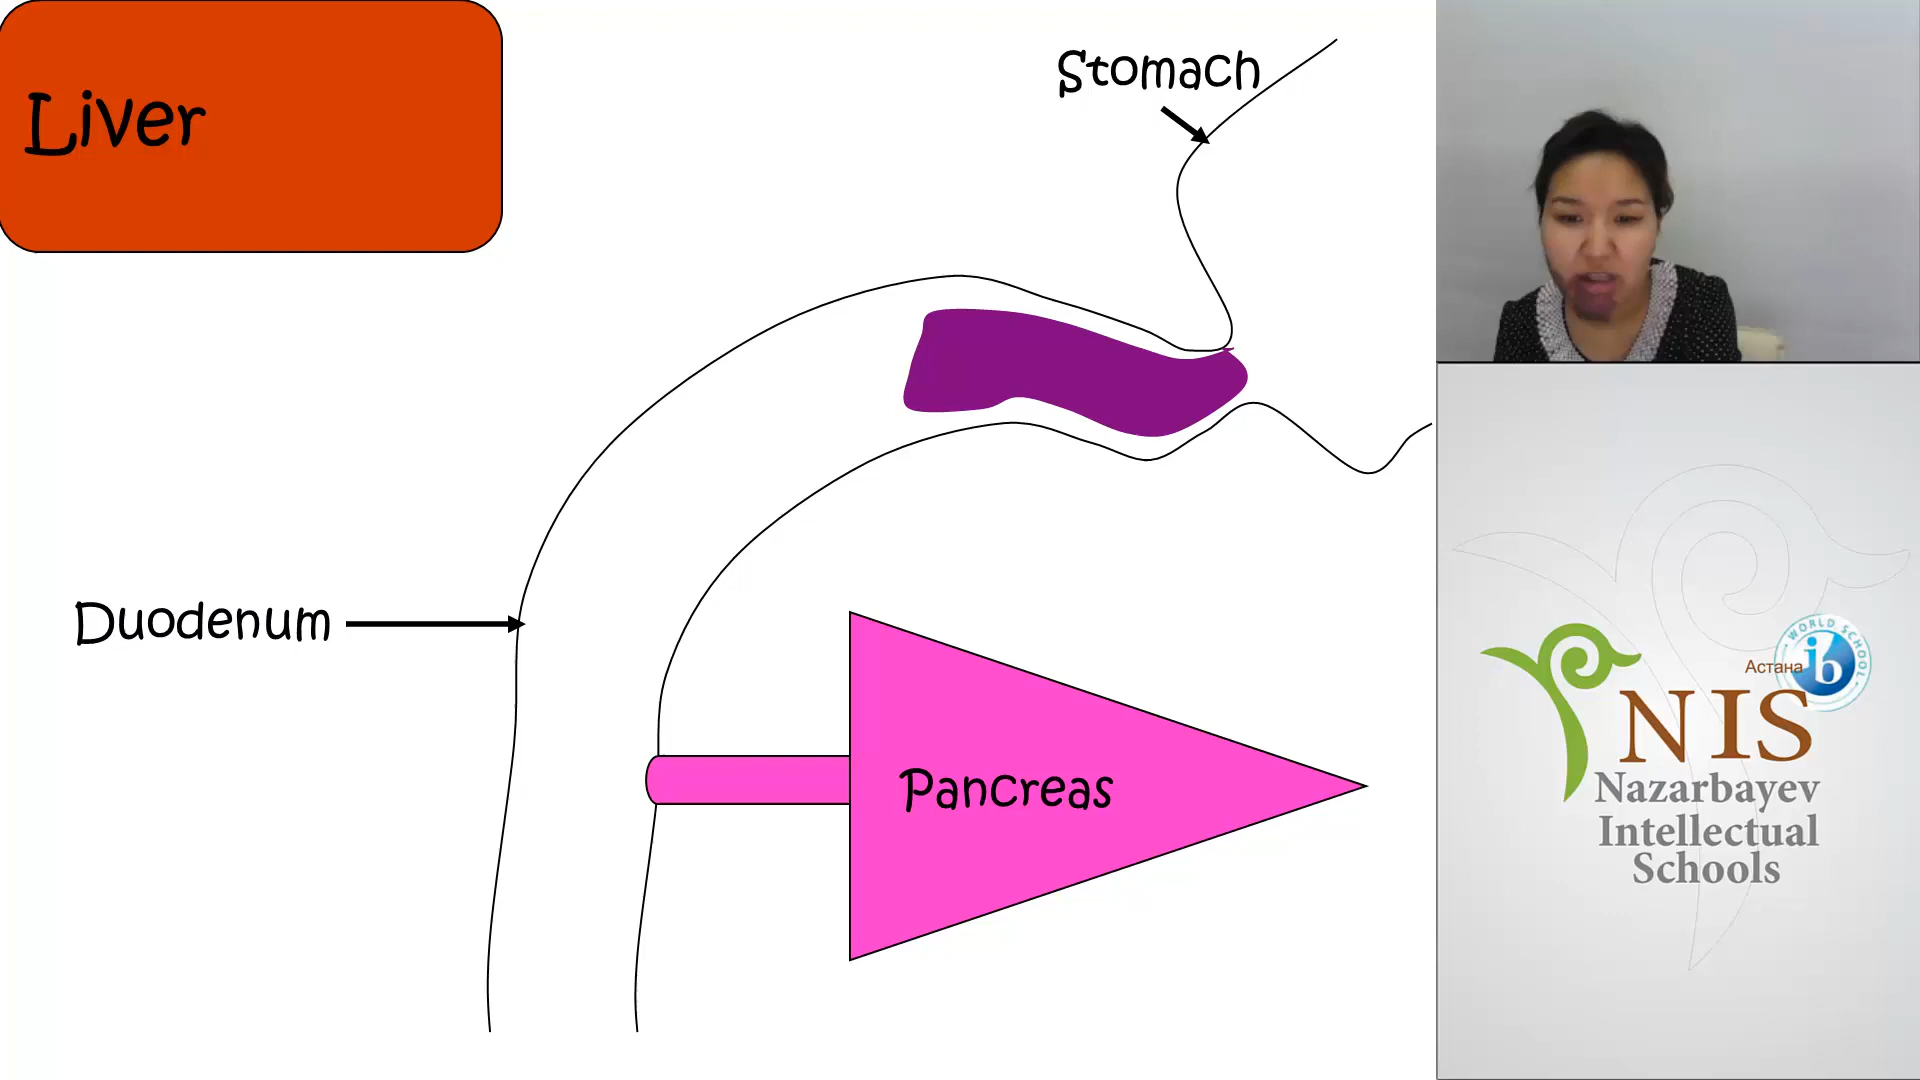 Liver
Stomach
Duodenum
Pancreas
WORLD SCHOOL
Астана
ib
NIS
Nazarbayev
Intellectual
Schools